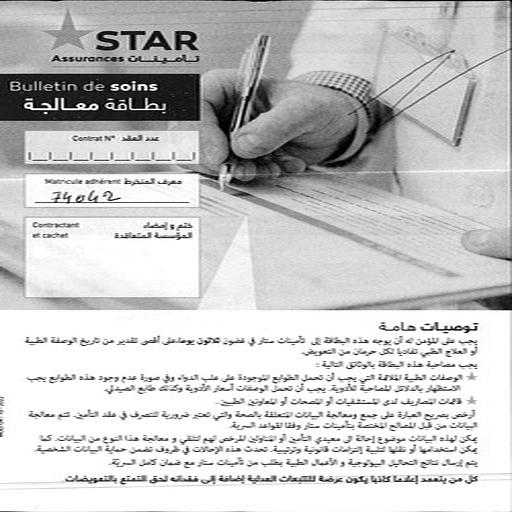 STAR
Assurances تـأمـيـنــات
Bulletin de soins
بطاقة معـالجـة
Contrat N° عدد العقد
Matricule adhérent معرف المنخرط
74042
Contractant ختم و إمضاء
et cachet المؤسسة المتعاقدة
توصيـات هامـة
يجب على المؤمن له أن يوجه هذه البطاقة إلى تأمينات ستار في غضون ثلاثون يوما،على أقصى تقدير من تاريخ الوصفة الطبية
أو العلاج الطبي تفاديا لكل حرمان من التعويض.
يجب مصاحبة هذه البطاقة بالوثائق التالية :
الوصفات الطبية الملائمة التي يجب أن تحمل الطوابع الموجودة على علب الدواء وفي صورة عدم وجود هذه الطوابع يجب
الاستظهار بالدلائل المصاحبة للأدوية. يجب أن تحمل الوصفات أسعار الأدوية وكذلك طابع الصيدلي.
قائمات المصاريف لدى المستشفيات أو المصحات أو المعاونين الطبيين.
أرخص بصريح العبارة على جمع ومعالجة البيانات المتعلقة بالصحة والتي تعتبر ضرورية للتصرف في عقد التأمين. تتم معالجة
البيانات من قبل المصالح المختصة بتأمينات ستار وفقا لقواعد السرية.
يمكن لهذه البيانات موضوع إحالة الى معيدي التأمين أو المناولين المرخص لهم لتلقي و معالجة هذا النوع من البيانات. كما
يمكن استخدامها أو نقلها لتلبية إلتزامات قانونية وترتيبية. تحدث هذه الإحالات في ظروف تضمن حماية البيانات الشخصية.
يتم إرسال نتائج التحاليل البيولوجية و الأعمال الطبية بطلب من تأمينات ستار مع ضمان كامل السرية.
كل من يتعمد إعلاما كاذبا يكون عرضة للتتبعات العدلية إضافة إلى فقدانه لحق التمتع بالتعويضات.